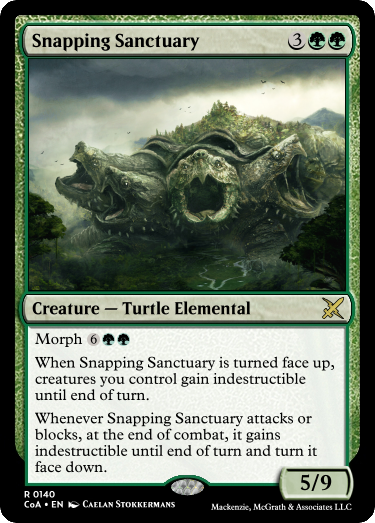 Snapping Sanctuary 3
Creature — Turtle Elemental
Morph 6
When Snapping Sanctuary is turned face up,
creatures you control gain indestructible
until end of turn.
Whenever Snapping Sanctuary attacks or
blocks, at the end of combat, it gains
indestructible until end of turn and turn it
face down.
5/9
R 0140
CoA • EN Caelan Stokkermans
Mackenzie, McGrath & Associates LLC